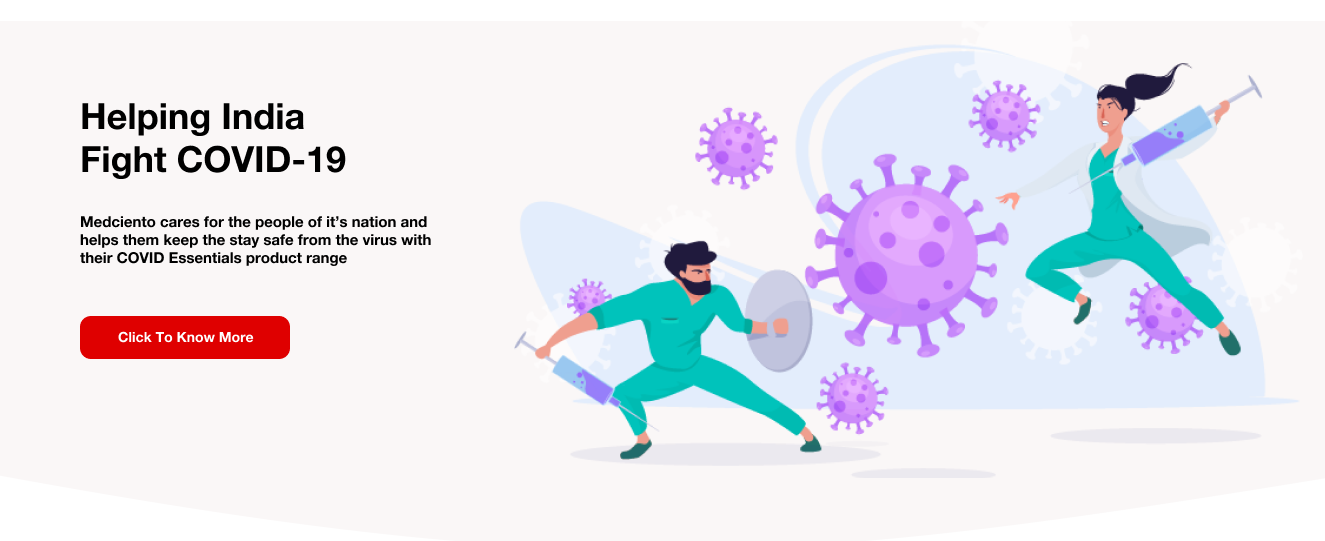 Helping India
Fight COVID-19
Medciento cares for the people of it's nation and
helps them keep the stay safe from the virus with
their COVID Essentials product range
Click To Know More